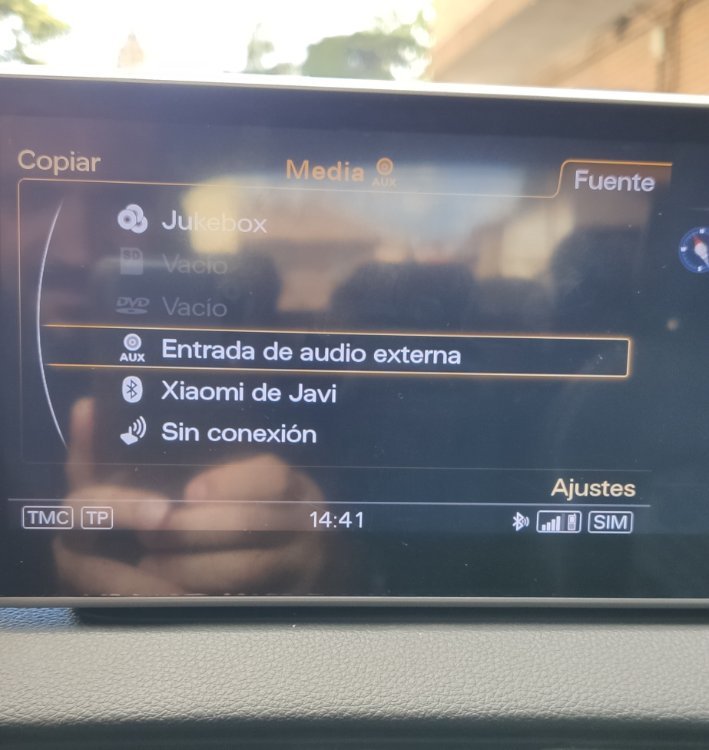 Copiar
Media AUX
Fuente
Jukebox
SD Vacío
DVD Vacío
AUX Entrada de audio externa
Xiaomi de Javi
Sin conexión
Ajustes
TMC TP 14:41 SIM